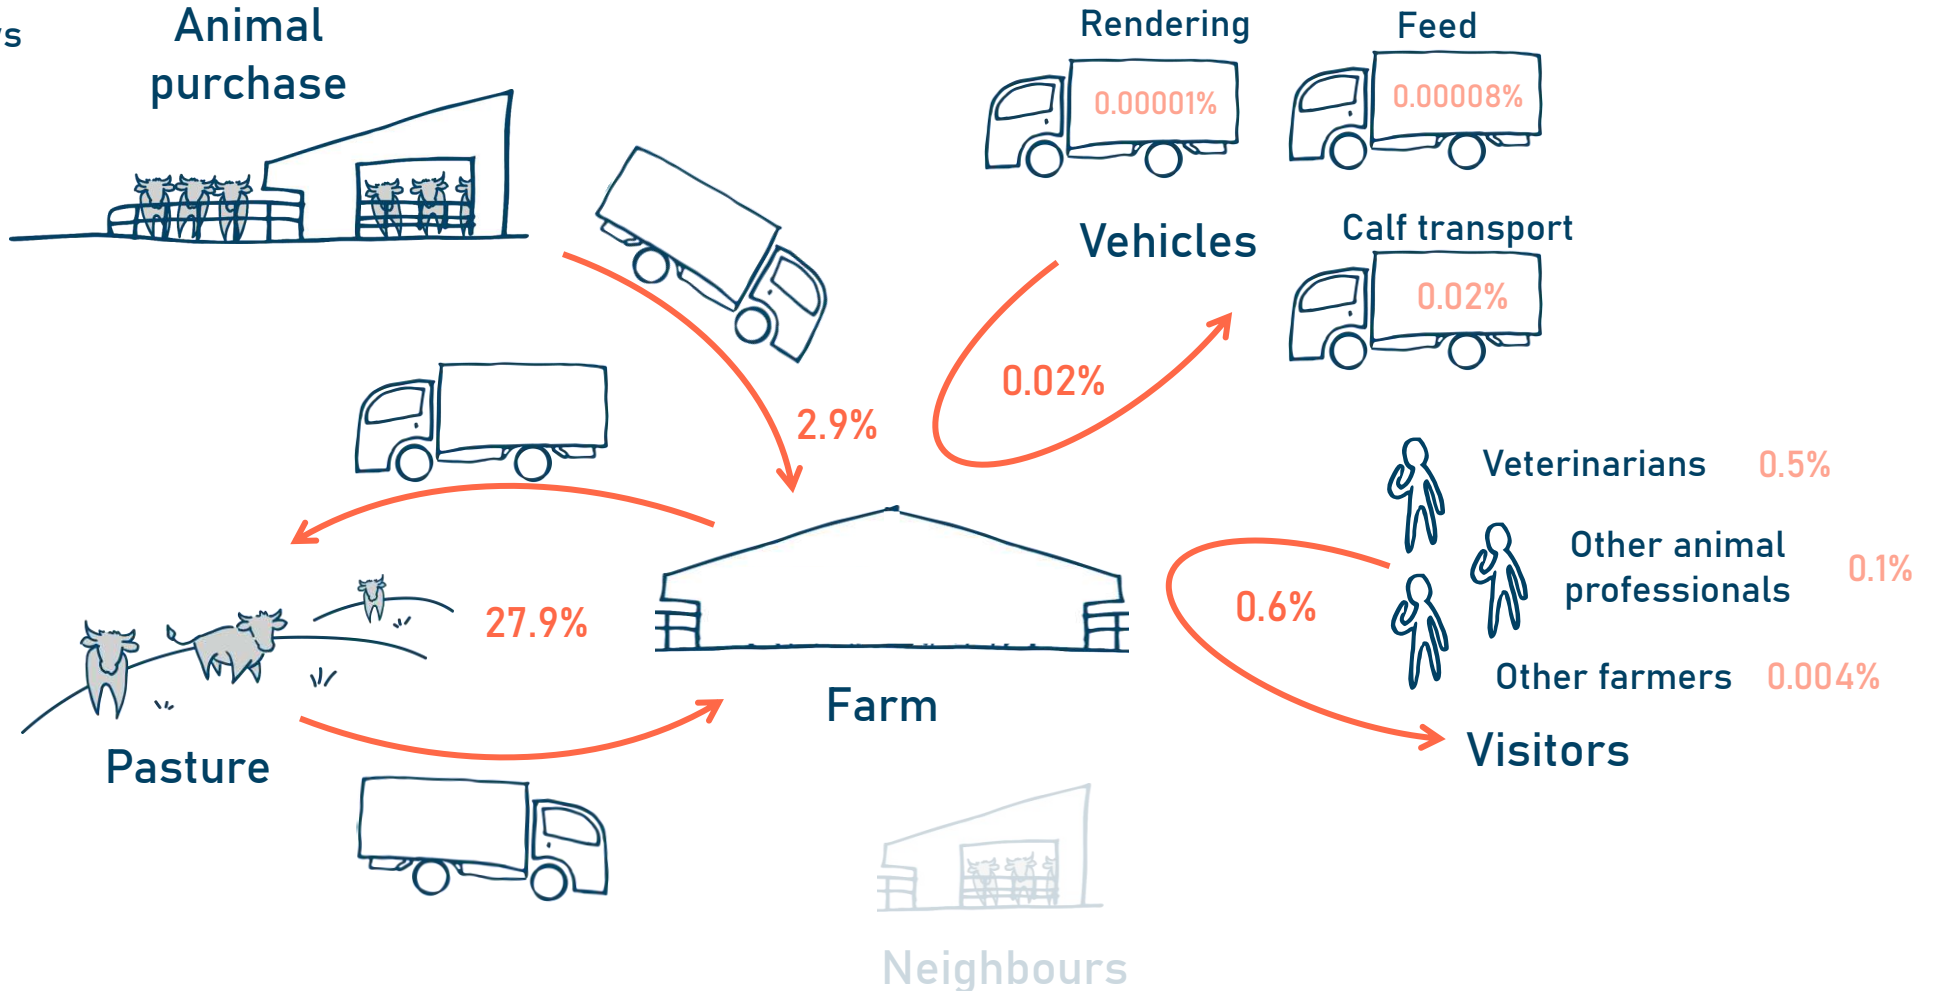 Animal
purchase
Rendering
0.00001%
Feed
0.00008%
Vehicles
Calf transport
0.02%
0.02%
2.9%
27.9%
Pasture
Farm
0.6%
Veterinarians 0.5%
Other animal
professionals 0.1%
Other farmers 0.004%
Visitors
Neighbours